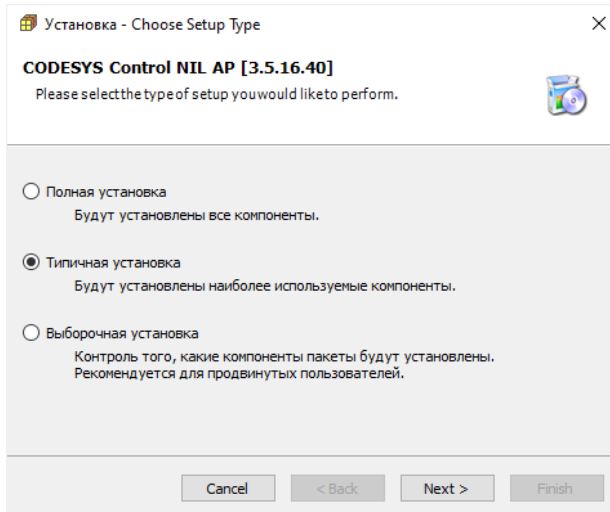 Установка - Choose Setup Type
CODESYS Control NIL AP [3.5.16.40]
Please select the type of setup you would like to perform.
Полная установка
Будут установлены все компоненты.
Типичная установка
Будут установлены наиболее используемые компоненты.
Выборочная установка
Контроль того, какие компоненты пакеты будут установлены.
Рекомендуется для продвинутых пользователей.
Cancel
< Back
Next >
Finish